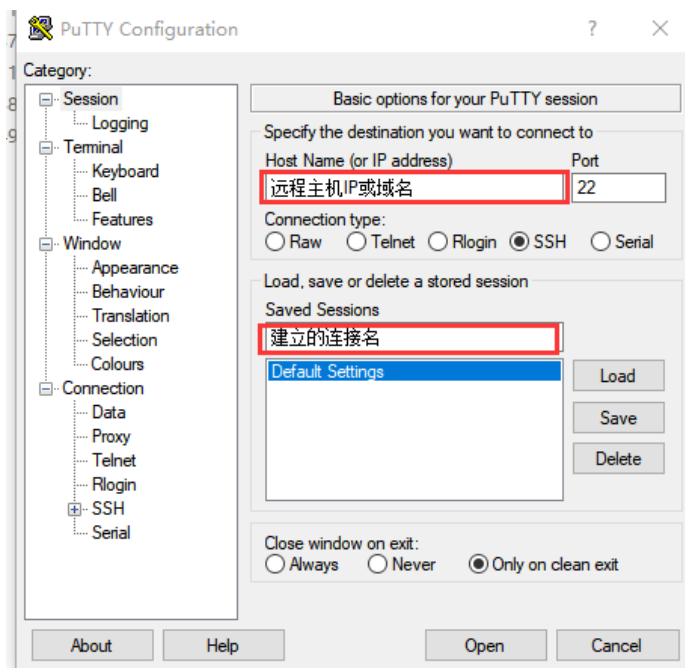 PuTTY Configuration
?
Category:
Session
Logging
Terminal
Keyboard
Bell
Features
Window
Appearance
Behaviour
Translation
Selection
Colours
Connection
Data
Proxy
Telnet
Rlogin
SSH
Serial
Basic options for your PuTTY session
Specify the destination you want to connect to
Host Name (or IP address) Port
远程主机IP或域名 22
Connection type:
Raw Telnet Rlogin SSH Serial
Load, save or delete a stored session
Saved Sessions
建立的连接名
Default Settings
Load
Save
Delete
Close window on exit:
Always Never Only on clean exit
About Help Open Cancel